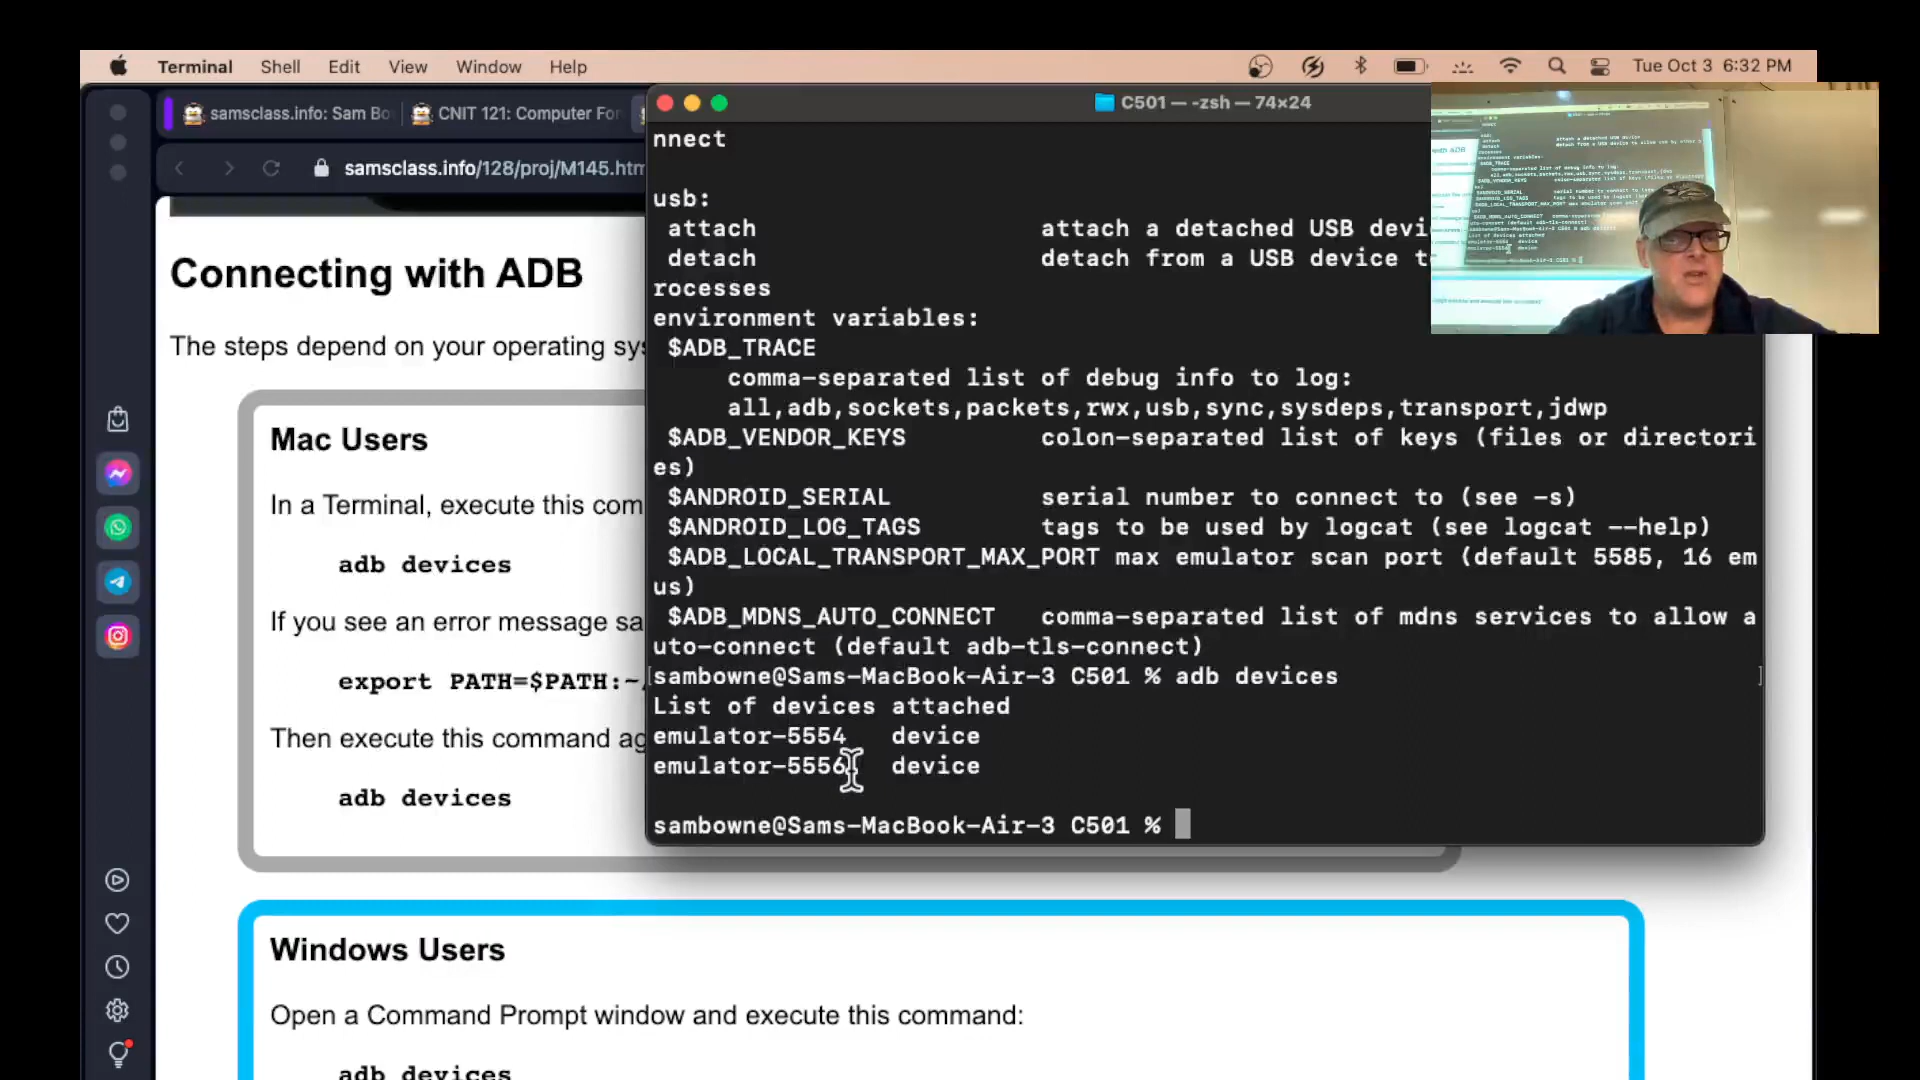 Terminal Shell Edit View Window Help Tue Oct 3 6:32 PM
samsclass.info: Sam Bo
CNIT 121: Computer For
C501 — -zsh — 74×24
samsclass.info/128/proj/M145.htm
Connecting with ADB
The steps depend on your operating sys
Mac Users
In a Terminal, execute this com
adb devices
If you see an error message sa
export PATH=$PATH:~/
Then execute this command ag
adb devices
Windows Users
Open a Command Prompt window and execute this command:
adb devices
nnect
usb:
attach attach a detached USB devi
detach detach from a USB device t
rocesses
environment variables:
$ADB_TRACE
comma-separated list of debug info to log:
all,adb,sockets,packets,rwx,usb,sync,sysdeps,transport,jdwp
$ADB_VENDOR_KEYS colon-separated list of keys (files or directori
es)
$ANDROID_SERIAL serial number to connect to (see -s)
$ANDROID_LOG_TAGS tags to be used by logcat (see logcat --help)
$ADB_LOCAL_TRANSPORT_MAX_PORT max emulator scan port (default 5585, 16 em
us)
$ADB_MDNS_AUTO_CONNECT comma-separated list of mdns services to allow a
uto-connect (default adb-tls-connect)
sambowne@Sams-MacBook-Air-3 C501 % adb devices
List of devices attached
emulator-5554 device
emulator-5556 device
sambowne@Sams-MacBook-Air-3 C501 %